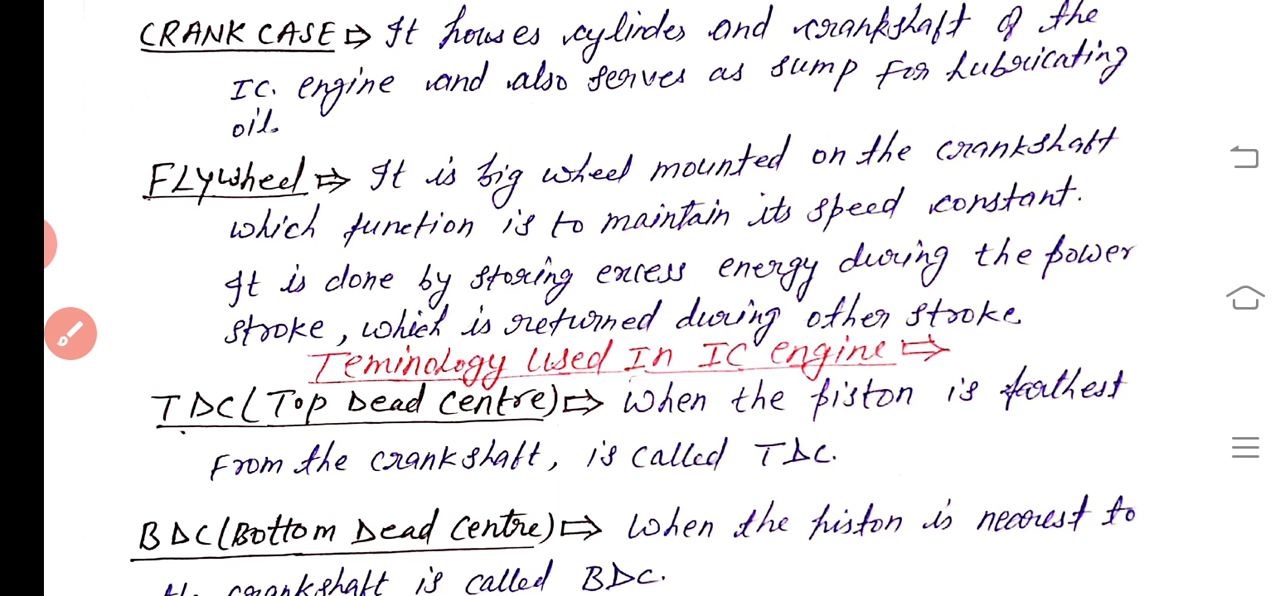 CRANK CASE ⇒ It houses cylinder and crankshaft of the
IC. engine and also serves as sump for Lubricating
oil.
FLywheel ⇒ It is big wheel mounted on the crankshaft
which function is to maintain its speed constant.
It is done by storing excess energy during the power
stroke, which is returned during other stroke
Teminology Used In IC engine ⇒
TDC (Top Dead Centre) ⇒ When the piston is farthest
From the crankshaft, is called TDC.
BDC (Bottom Dead Centre) ⇒ When the piston is nearest to
the crankshaft is called BDC.